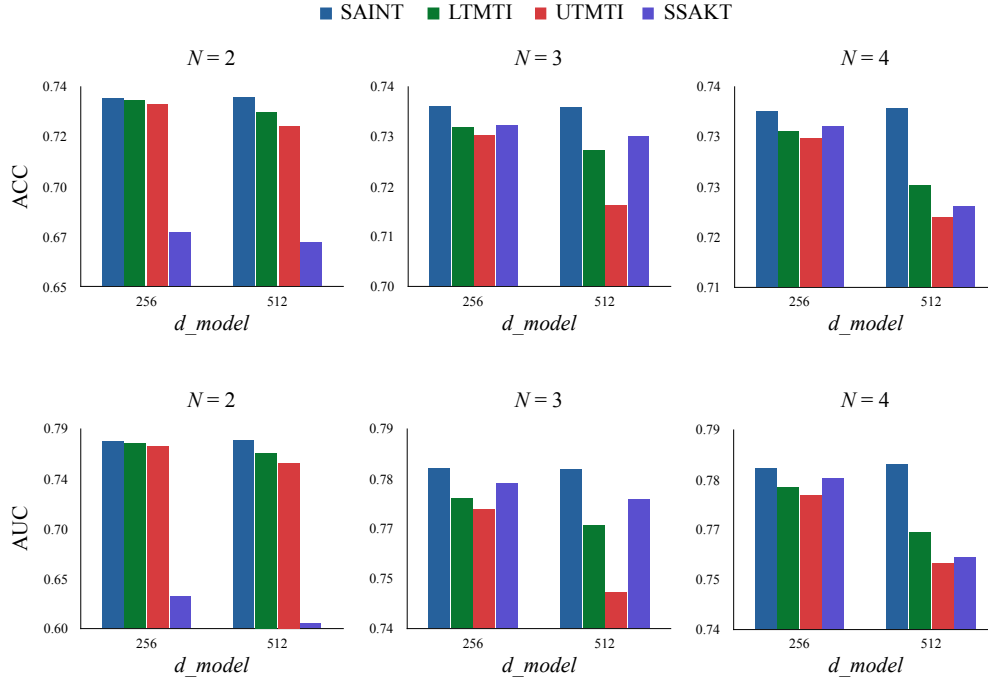 SAINT LTMTI UTMTI SSAKT
N = 2
N = 3
N = 4
ACC
0.74
0.72
0.70
0.67
0.65
256
512
d_model
0.74
0.73
0.72
0.71
0.70
256
512
d_model
0.74
0.73
0.73
0.72
0.71
256
512
d_model
N = 2
N = 3
N = 4
AUC
0.79
0.74
0.70
0.65
0.60
256
512
d_model
0.79
0.78
0.77
0.75
0.74
256
512
d_model
0.79
0.78
0.77
0.75
0.74
256
512
d_model